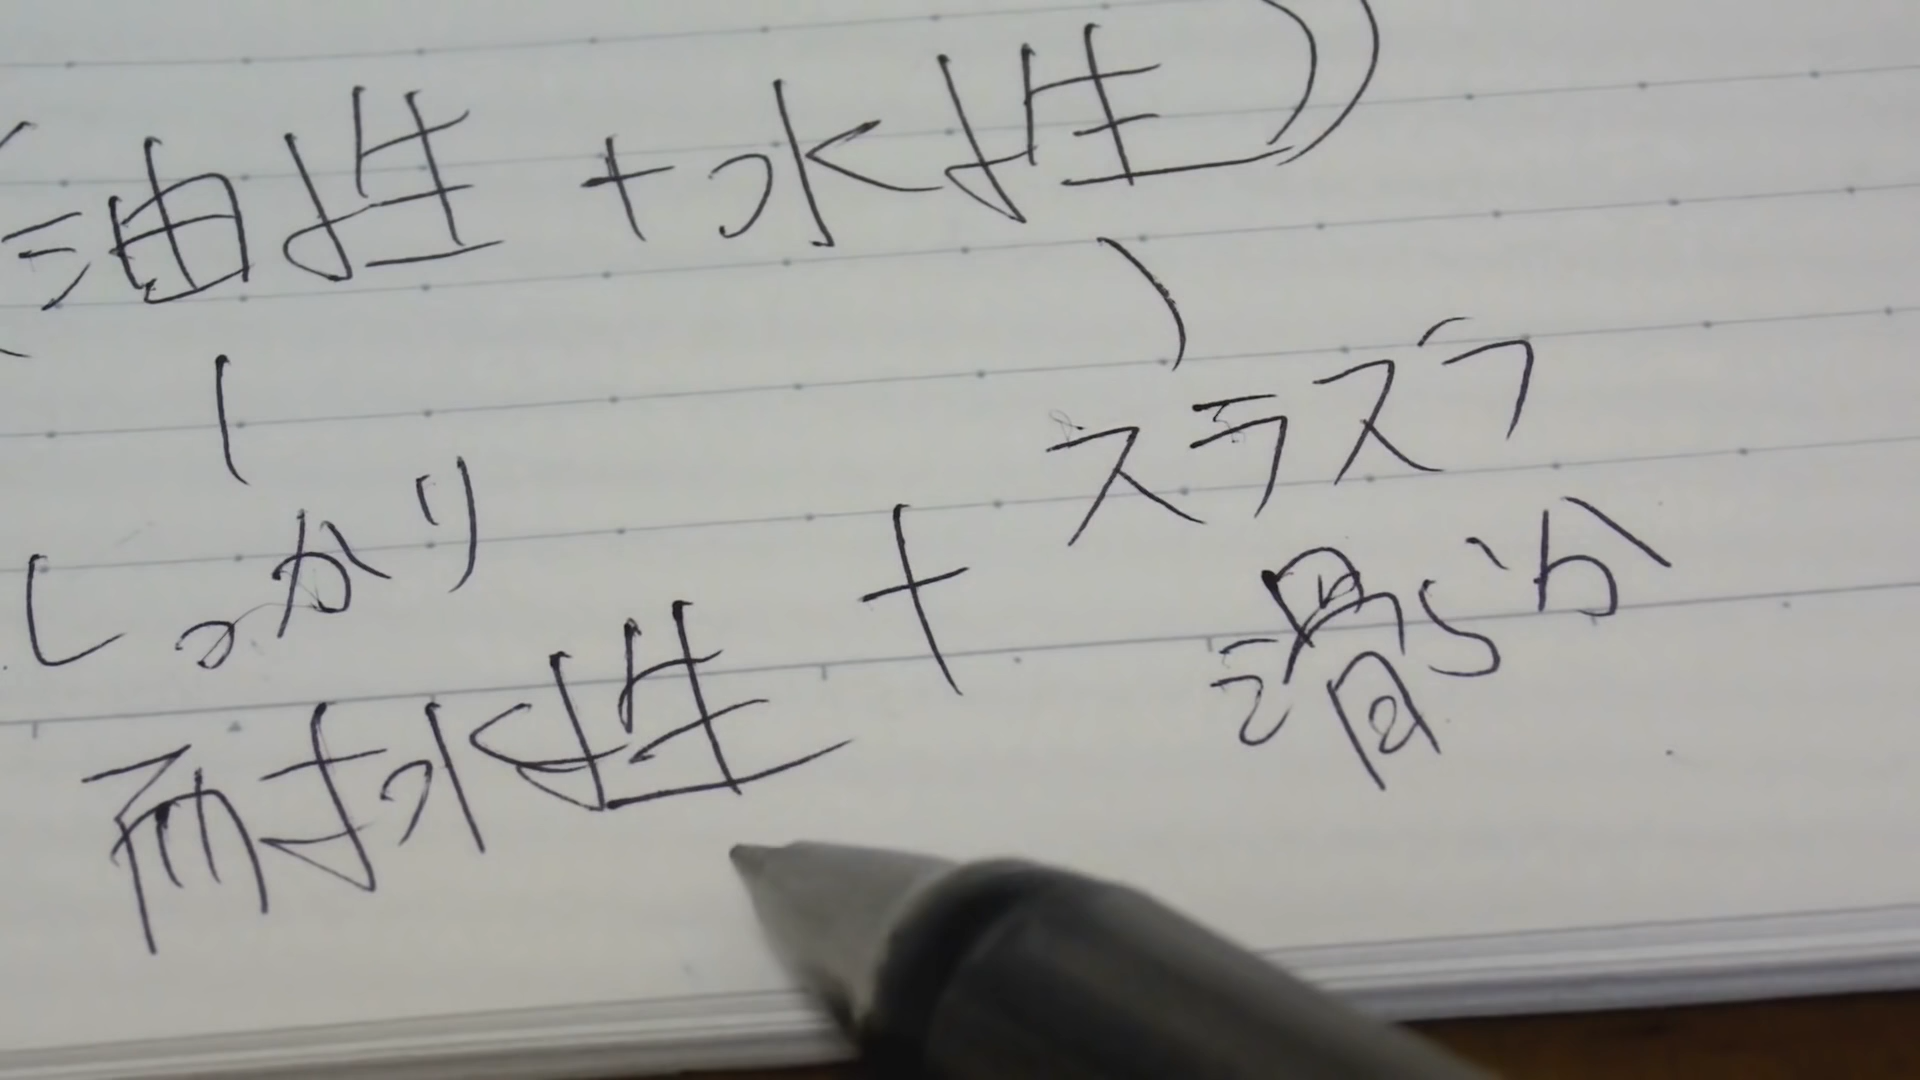 (油性+水性))
しっかり
スラスラ
耐水性 + 滑らか